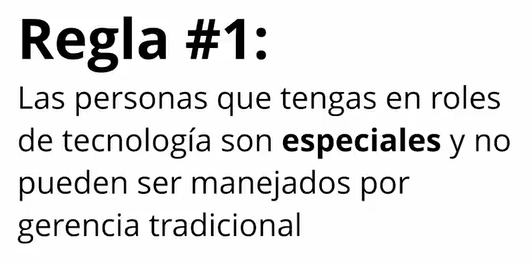 Regla #1:
Las personas que tengas en roles
de tecnología son especiales y no
pueden ser manejados por
gerencia tradicional